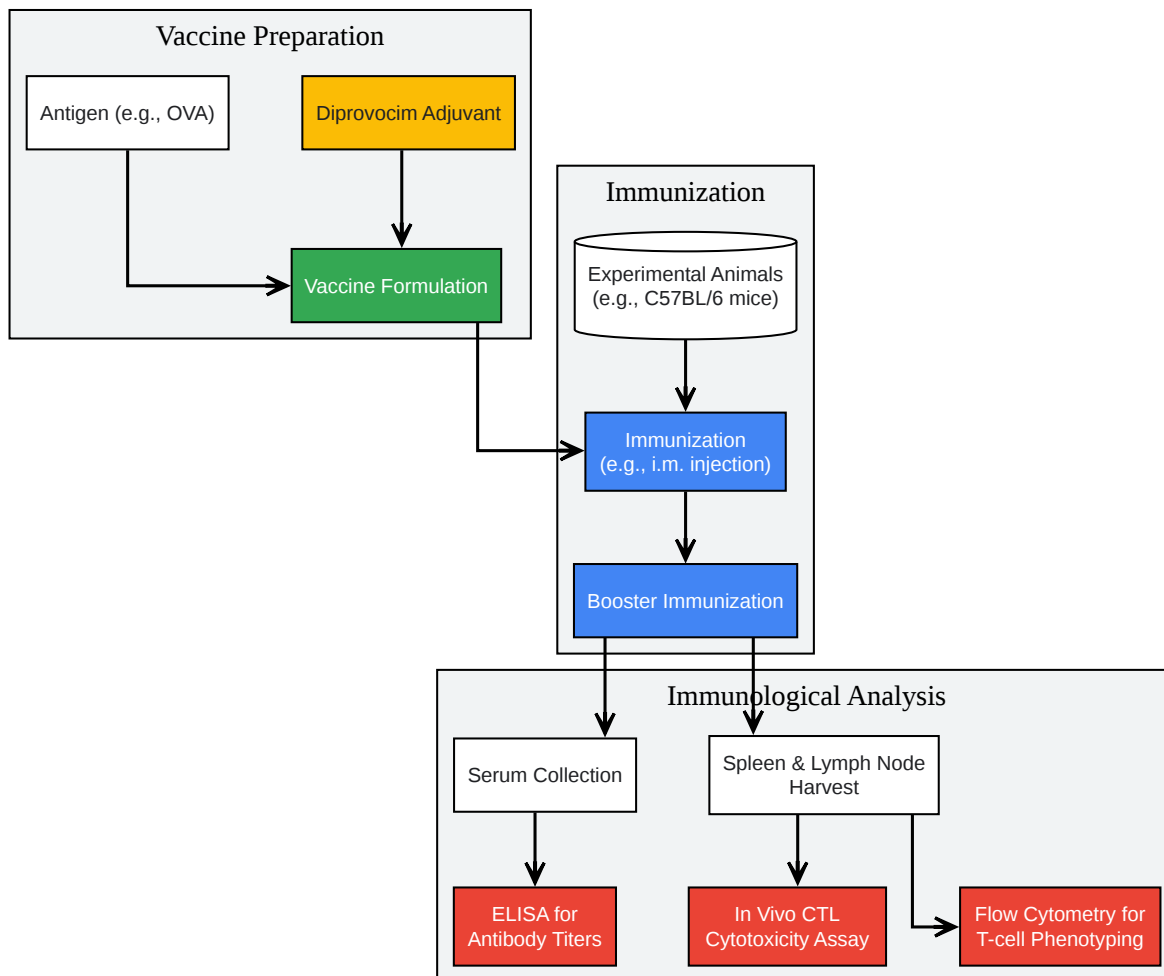 Vaccine Preparation
Antigen (e.g., OVA)
Diprovocim Adjuvant
Vaccine Formulation
Immunization
Experimental Animals
(e.g., C57BL/6 mice)
Immunization
(e.g., i.m. injection)
Booster Immunization
Immunological Analysis
Serum Collection
Spleen & Lymph Node
Harvest
ELISA for
Antibody Titers
In Vivo CTL
Cytotoxicity Assay
Flow Cytometry for
T-cell Phenotyping